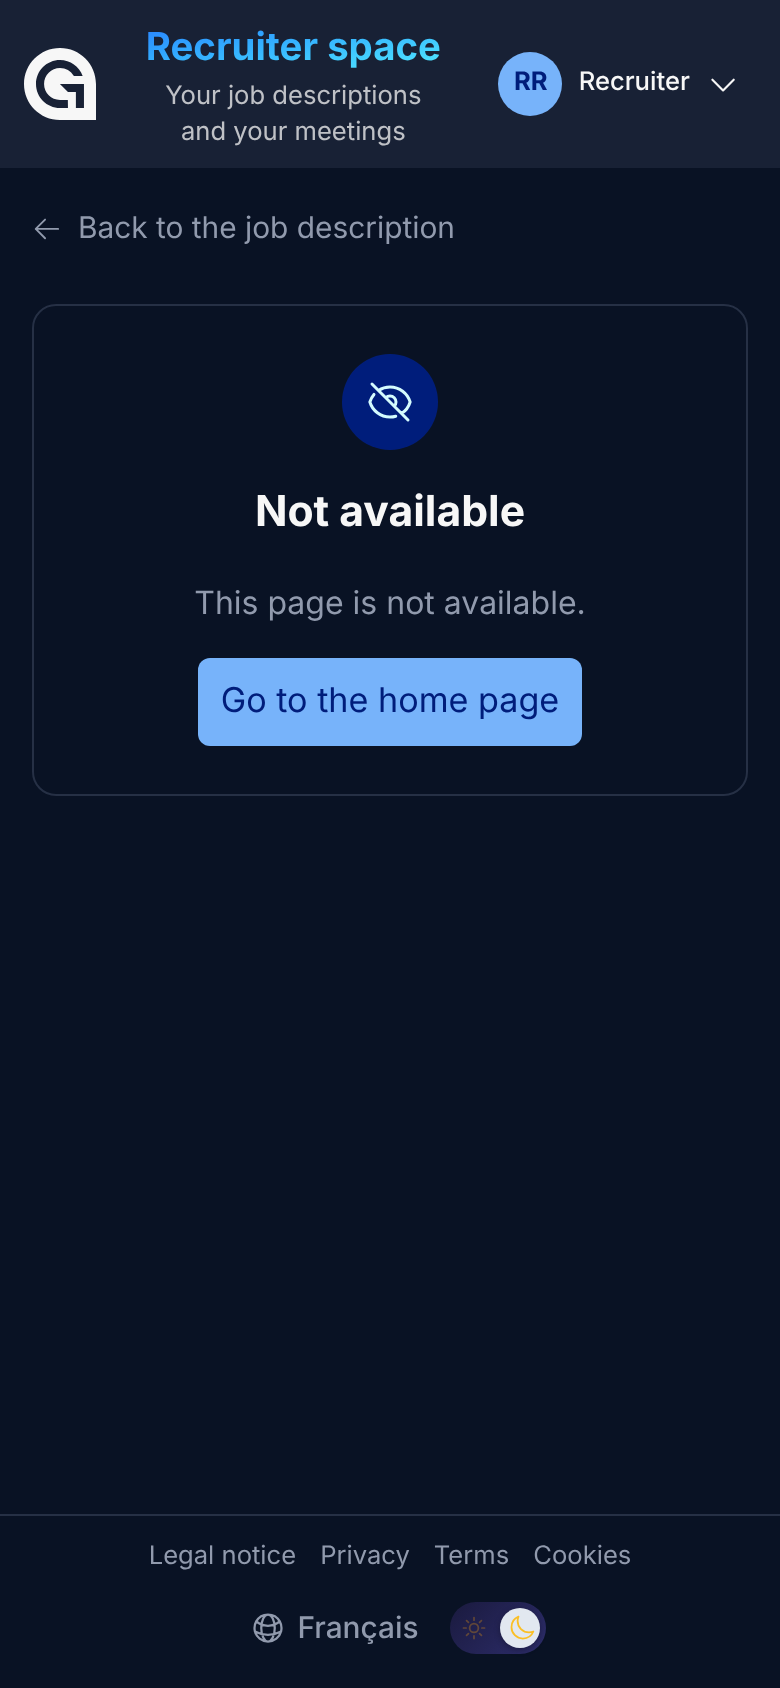 Recruiter space
Your job descriptions
and your meetings
RR
Recruiter
Back to the job description
Not available
This page is not available.
Go to the home page
Legal notice
Privacy
Terms
Cookies
Français